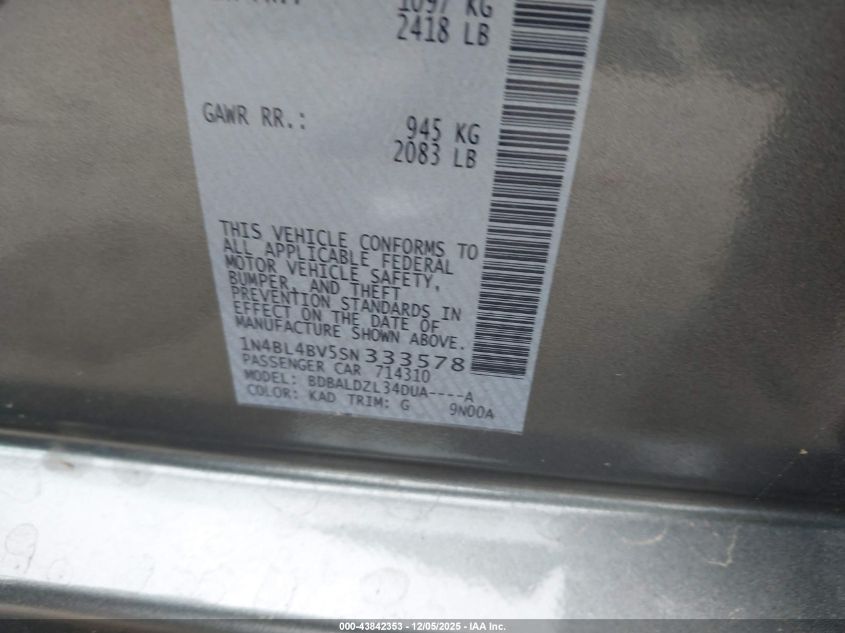 1097 KG
2418 LB
GAWR RR.:
945 KG
2083 LB
THIS VEHICLE CONFORMS TO
ALL APPLICABLE FEDERAL
MOTOR VEHICLE SAFETY,
BUMPER, AND THEFT
PREVENTION STANDARDS IN
EFFECT ON THE DATE OF
MANUFACTURE SHOWN ABOVE.
1N4BL4BV5SN333578
PASSENGER CAR 714310
MODEL: BDBALDZL34DUA----A
COLOR: KAD TRIM: G 9N00A
000-43842353 | 12/05/2025 - IAA Inc.